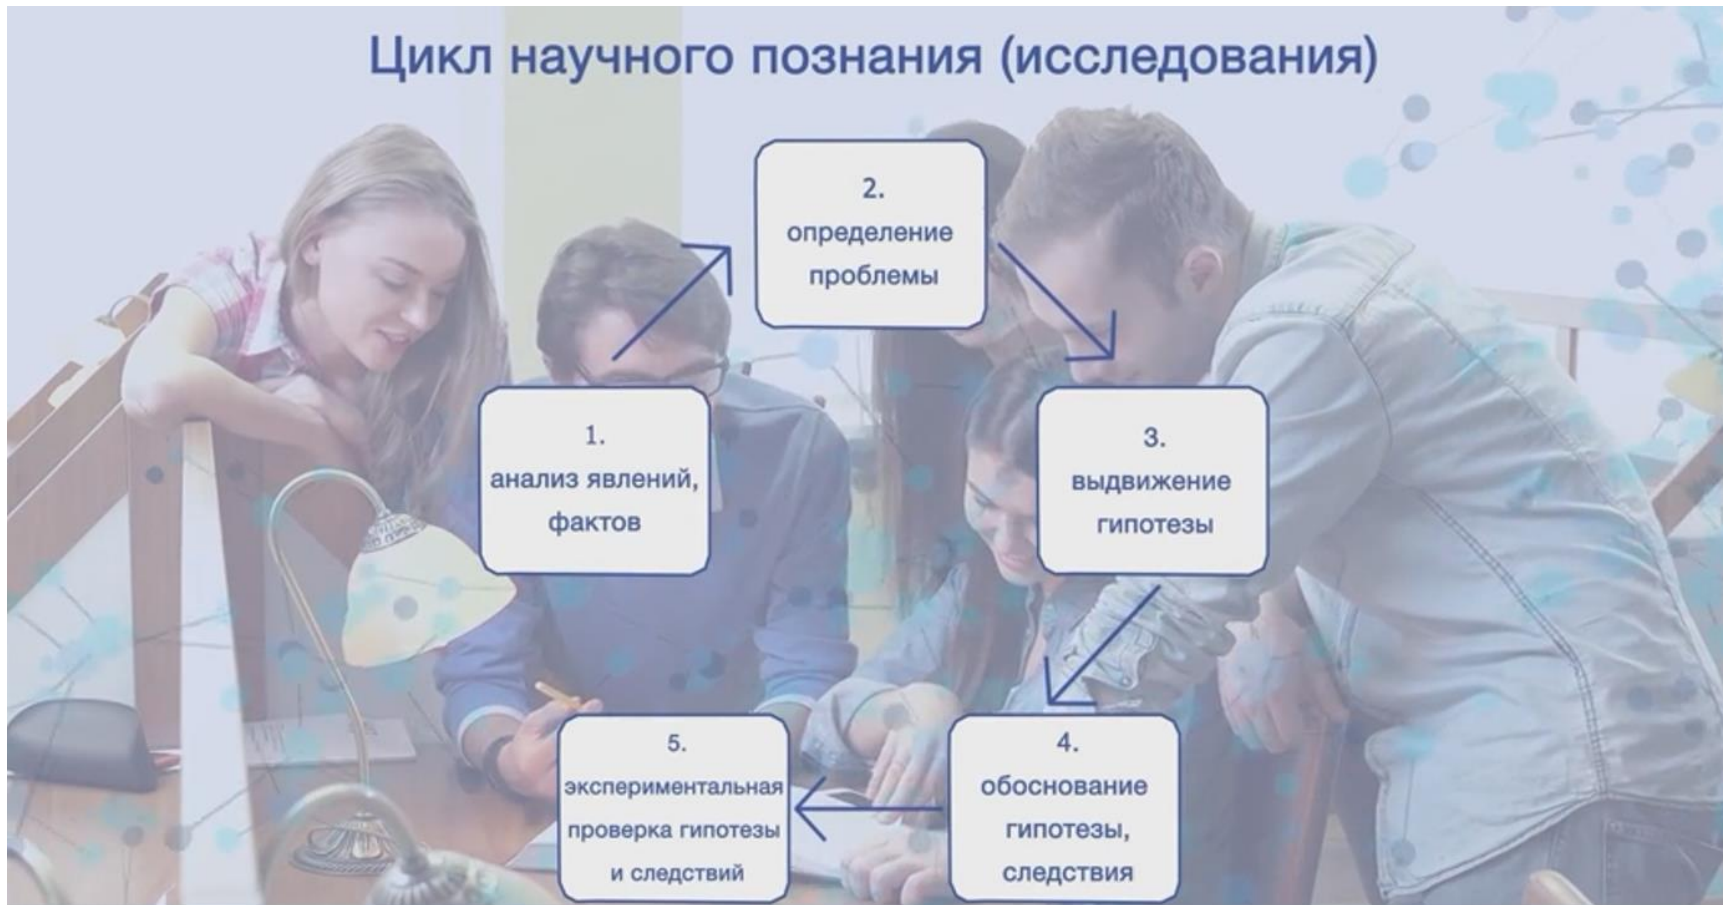 Цикл научного познания (исследования)
1.
анализ явлений,
фактов
2.
определение
проблемы
3.
выдвижение
гипотезы
4.
обоснование
гипотезы,
следствия
5.
экспериментальная
проверка гипотезы
и следствий